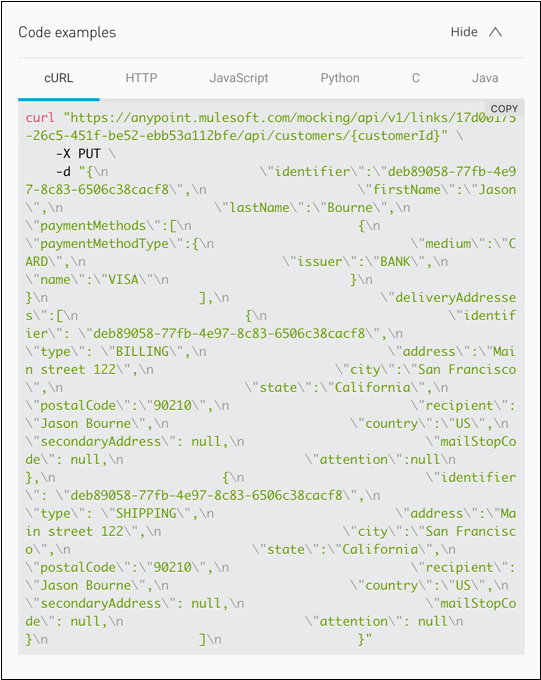 Code examples
Hide
cURL HTTP JavaScript Python C Java
COPY
curl "https://anypoint.mulesoft.com/mocking/api/v1/links/17d00175
-26c5-451f-be52-ebb53a112bfe/api/customers/{customerId}" \
-X PUT \
-d "{\n \"identifier\":\"deb89058-77fb-4e9
7-8c83-6506c38cacf8\",\n \"firstName\":\"Jason
\",\n \"lastName\":\"Bourne\",\n
\"paymentMethods\":[\n {\n
\"paymentMethodType\":{\n \"medium\":\"C
ARD\",\n \"issuer\":\"BANK\",\n
\"name\":\"VISA\"\n }\n
}\n ],\n \"deliveryAddresse
s\":[\n {\n \"identif
ier\": \"deb89058-77fb-4e97-8c83-6506c38cacf8\",\n
\"type\": \"BILLING\",\n \"address\":\"Mai
n street 122\",\n \"city\":\"San Francisco
\",\n \"state\":\"California\",\n
\"postalCode\":\"90210\",\n \"recipient\":
\"Jason Bourne\",\n \"country\":\"US\",\n
\"secondaryAddress\": null,\n \"mailStopCo
de\": null,\n \"attention\":null\n
},\n {\n \"identifier
\": \"deb89058-77fb-4e97-8c83-6506c38cacf8\",\n
\"type\": \"SHIPPING\",\n \"address\":\"Ma
in street 122\",\n \"city\":\"San Francisc
o\",\n \"state\":\"California\",\n
\"postalCode\":\"90210\",\n \"recipient\":
\"Jason Bourne\",\n \"country\":\"US\",\n
\"secondaryAddress\": null,\n \"mailStopCo
de\": null,\n \"attention\": null\n
}\n ]\n }"